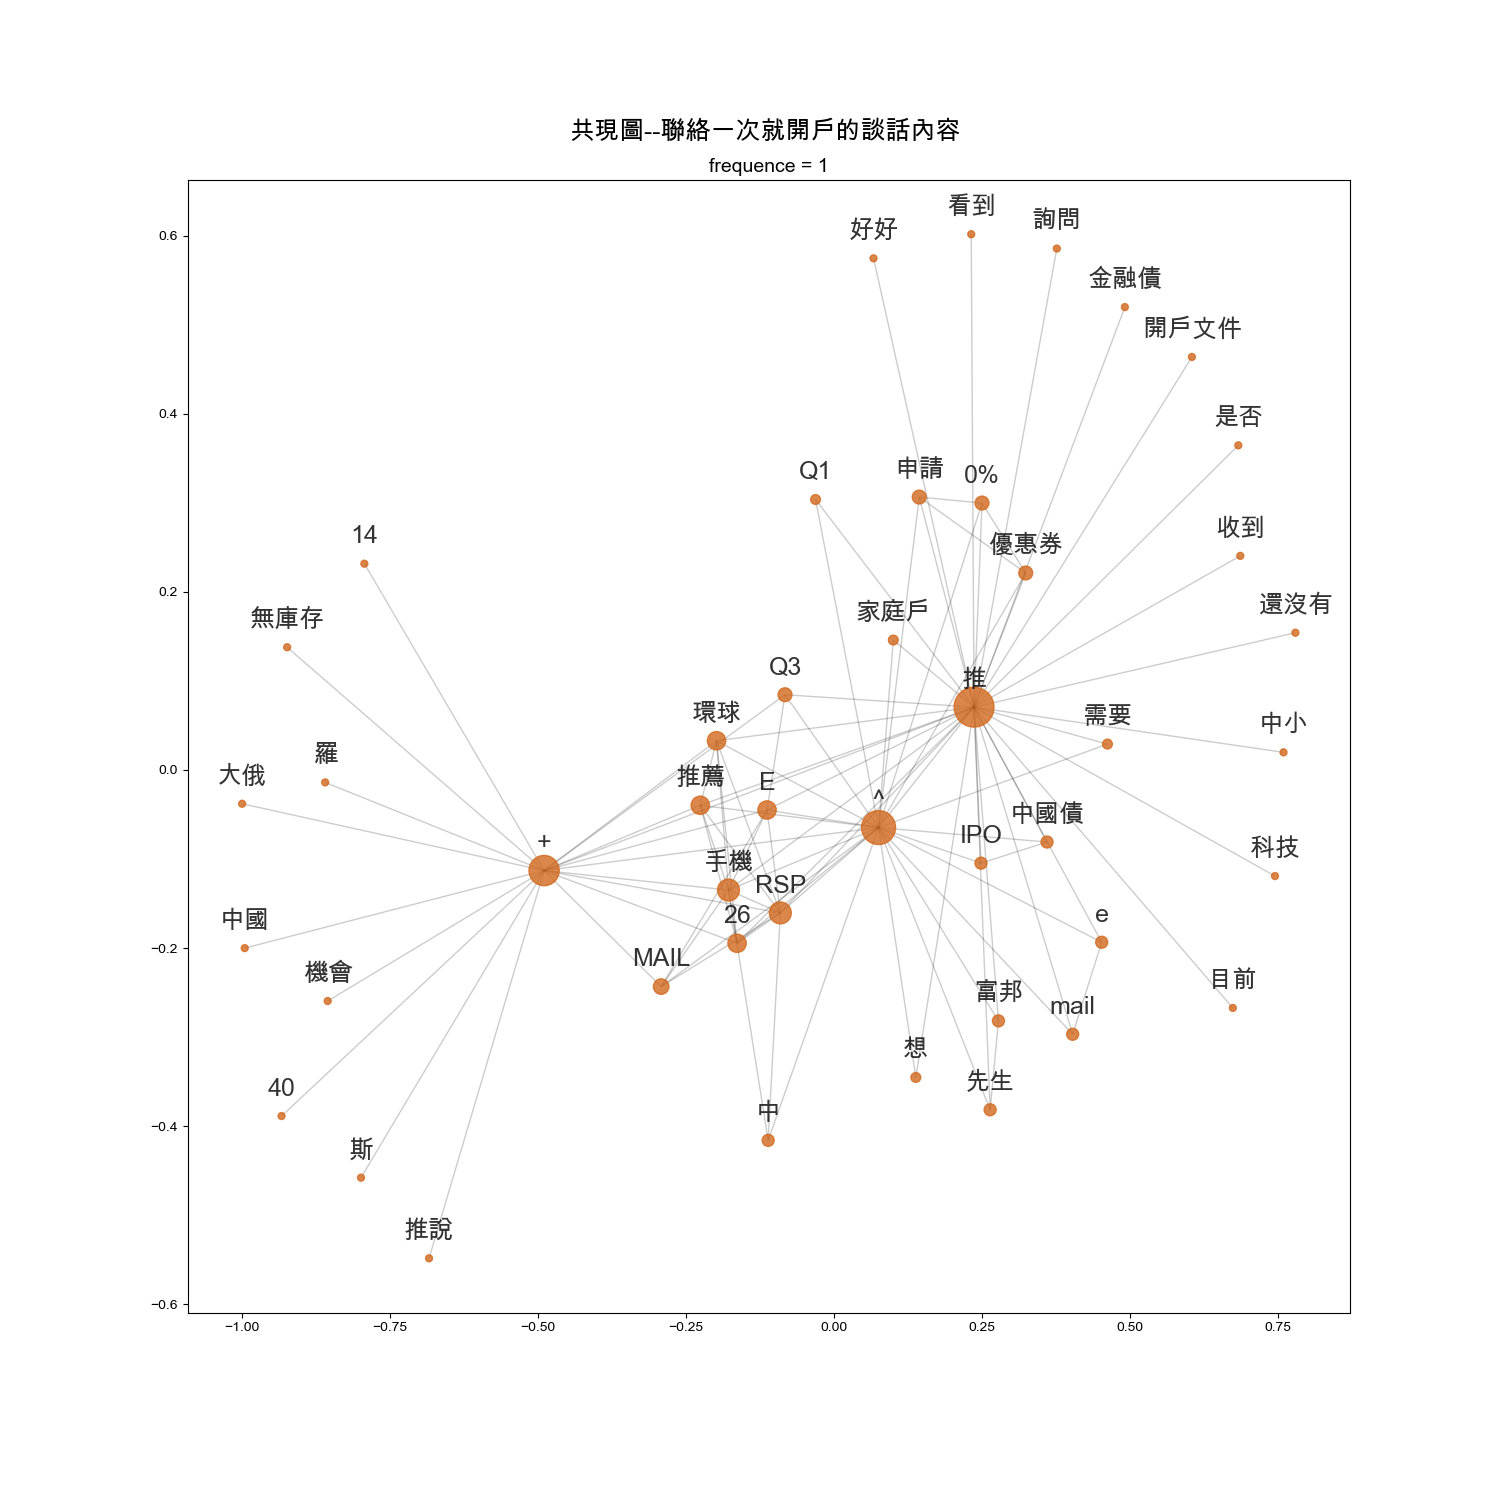 共現圖--聯絡一次就開戶的談話內容
frequence = 1
看到
詢問
好好
0.6
金融債
開戶文件
0.4
是否
申請
Q1
0%
收到
14
優惠券
0.2
還沒有
家庭戶
無庫存
Q3
推
環球
需要
中小
0.0
羅
大俄
推薦
E
^
中國債
IPO
+
科技
手機
RSP
26
e
中國
−0.2
MAIL
機會
目前
富邦
mail
想
40
先生
中
−0.4
斯
推說
−0.6
−1.00
−0.75
−0.50
−0.25
0.00
0.25
0.50
0.75